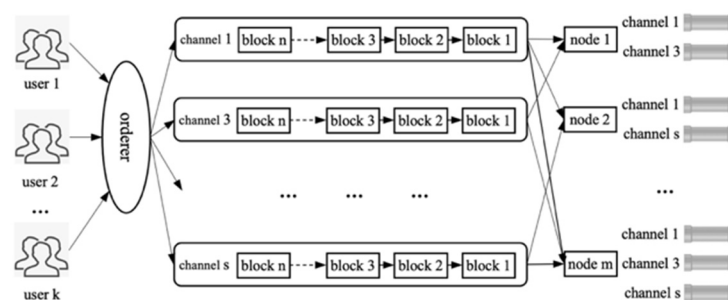 user 1
user 2
...
user k
orderer
channel 1 block n block 3 block 2 block 1
channel 3 block n block 3 block 2 block 1
... ... ...
channel s block n block 3 block 2 block 1
node 1
node 2
node m
channel 1
channel 3
channel 1
channel s
...
channel 1
channel 3
channel s